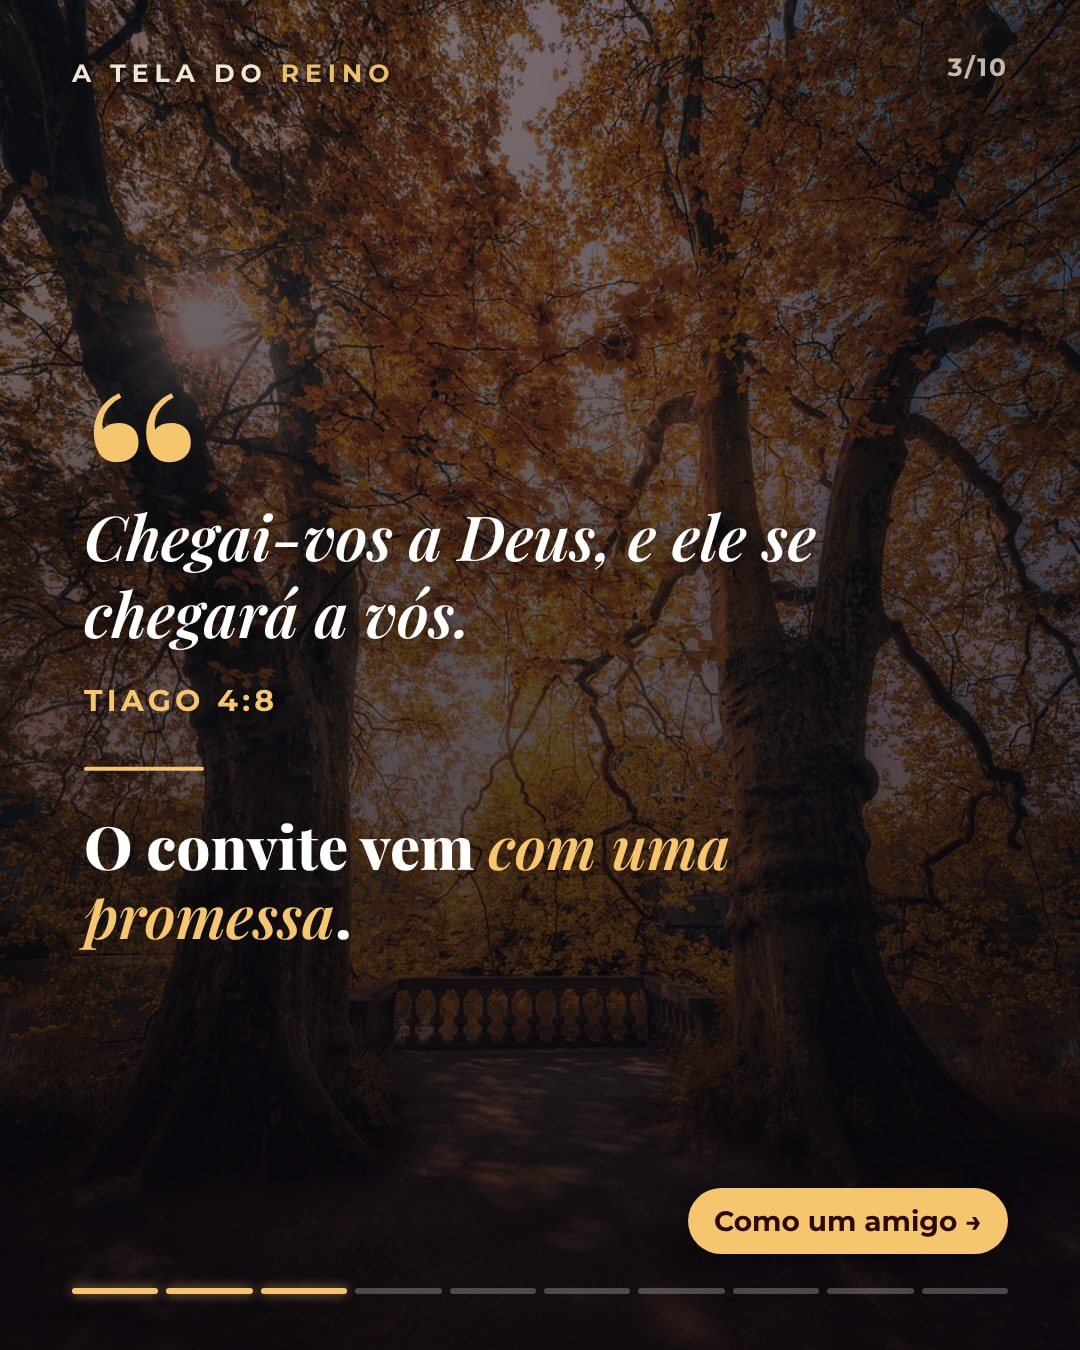 A TELA DO REINO
3/10
“
Chegai-vos a Deus, e ele se
chegará a vós.
TIAGO 4:8
O convite vem com uma
promessa.
Como um amigo →